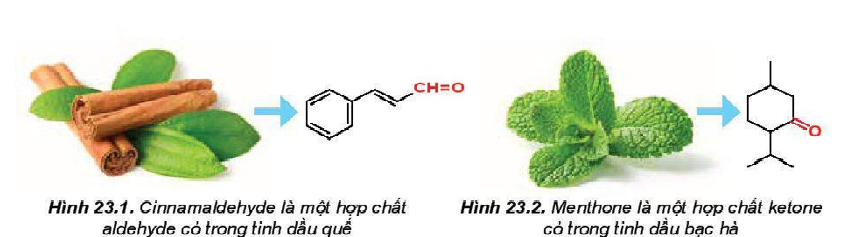 CH=O
O
Hình 23.1. Cinnamaldehyde là một hợp chất
aldehyde có trong tinh dầu quế
Hình 23.2. Menthone là một hợp chất ketone
có trong tinh dầu bạc hà